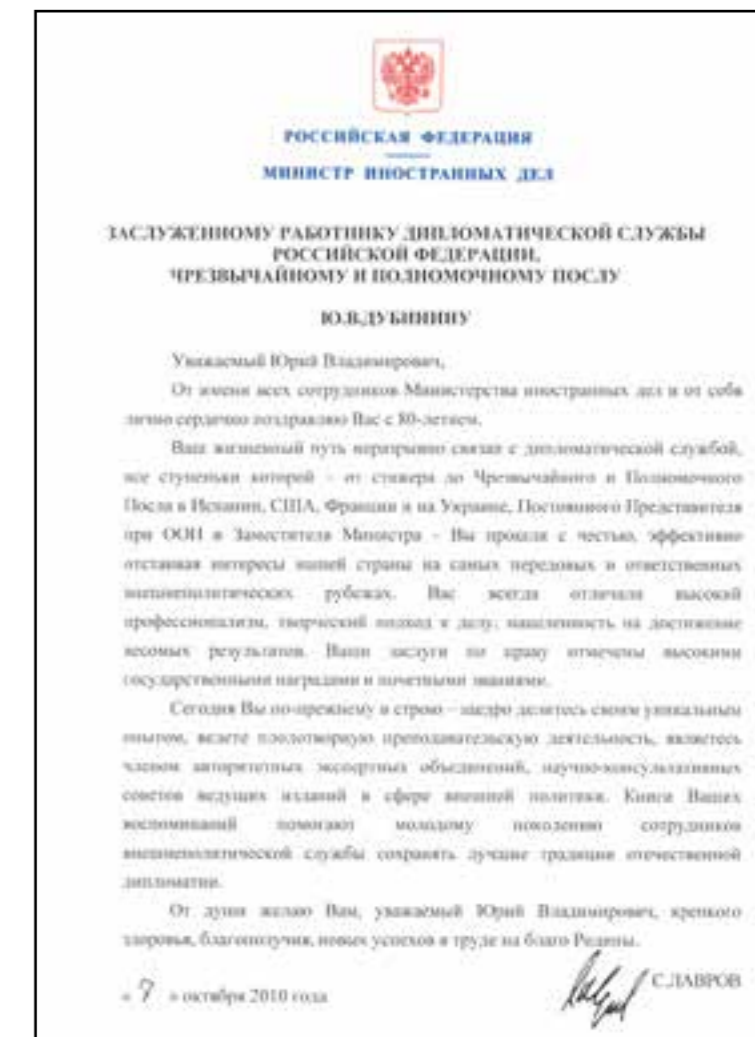 РОССИЙСКАЯ ФЕДЕРАЦИЯ
МИНИСТР ИНОСТРАННЫХ ДЕЛ
ЗАСЛУЖЕННОМУ РАБОТНИКУ ДИПЛОМАТИЧЕСКОЙ СЛУЖБЫ
РОССИЙСКОЙ ФЕДЕРАЦИИ,
ЧРЕЗВЫЧАЙНОМУ И ПОЛНОМОЧНОМУ ПОСЛУ
Ю.В.ДУБИНИНУ
Уважаемый Юрий Владимирович,
От имени всех сотрудников Министерства иностранных дел и от себя
лично сердечно поздравляю Вас с 80-летием.
Ваш жизненный путь неразрывно связан с дипломатической службой,
все ступеньки которой – от стажера до Чрезвычайного и Полномочного
Посла в Испании, США, Франции и на Украине, Постоянного Представителя
при ООН и Заместителя Министра – Вы прошли с честью, эффективно
отстаивая интересы нашей страны на самых передовых и ответственных
внешнеполитических рубежах. Вас всегда отличали высокий
профессионализм, творческий подход к делу, нацеленность на достижение
весомых результатов. Ваши заслуги по праву отмечены высокими
государственными наградами и почетными званиями.
Сегодня Вы по-прежнему в строю – щедро делитесь своим уникальным
опытом, ведете плодотворную преподавательскую деятельность, являетесь
членом авторитетных экспертных объединений, научно-консультативных
советов ведущих изданий в сфере внешней политики. Книги Ваших
воспоминаний помогают молодому поколению сотрудников
внешнеполитической службы сохранять лучшие традиции отечественной
дипломатии.
От души желаю Вам, уважаемый Юрий Владимирович, крепкого
здоровья, благополучия, новых успехов в труде на благо Родины.
С.ЛАВРОВ
« 7 » октября 2010 года